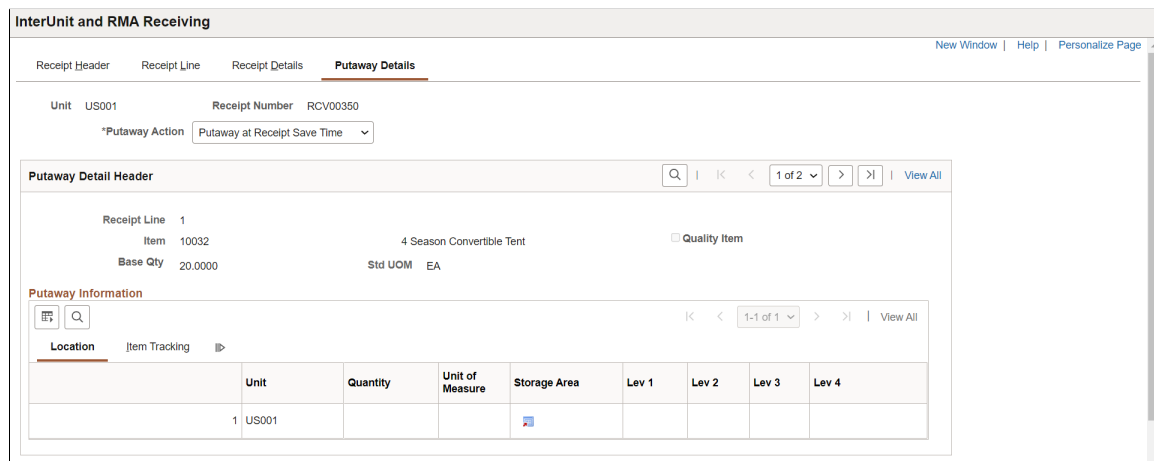 InterUnit and RMA Receiving
New Window | Help | Personalize Page
Receipt Header Receipt Line Receipt Details Putaway Details
Unit US001 Receipt Number RCV00350
*Putaway Action Putaway at Receipt Save Time
Putaway Detail Header 1 of 2 | View All
Receipt Line 1
Item 10032 4 Season Convertible Tent Quality Item
Base Qty 20.0000 Std UOM EA
Putaway Information
1-1 of 1 | View All
Location Item Tracking
Unit Quantity Unit of Measure Storage Area Lev 1 Lev 2 Lev 3 Lev 4
1 US001